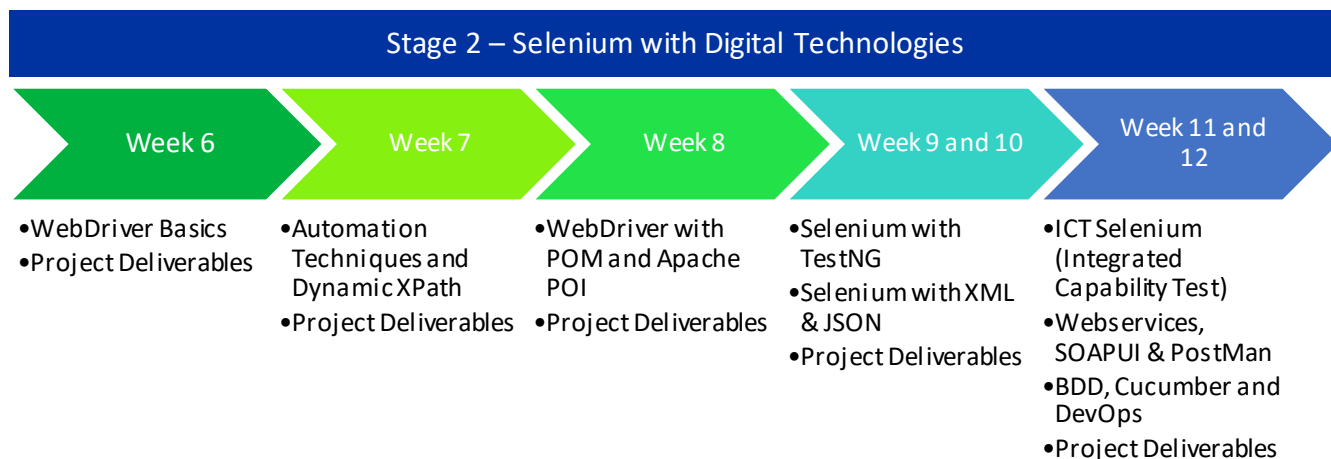 Stage 2 – Selenium with Digital Technologies
Week 6
Week 7
Week 8
Week 9 and 10
Week 11 and
12
•WebDriver Basics
•Project Deliverables
•Automation
Techniques and
Dynamic XPath
•Project Deliverables
•WebDriver with
POM and Apache
POI
•Project Deliverables
•Selenium with
TestNG
•Selenium with XML
& JSON
•Project Deliverables
•ICT Selenium
(Integrated
Capability Test)
•Webservices,
SOAPUI & PostMan
•BDD, Cucumber and
DevOps
•Project Deliverables